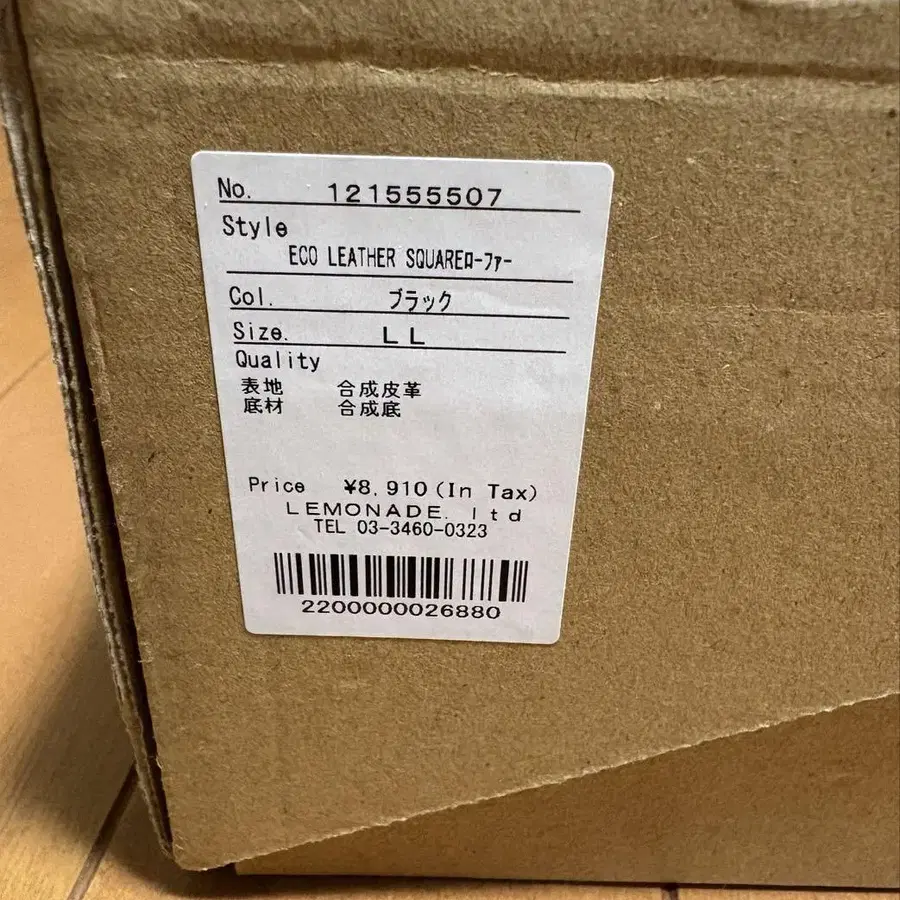 No. 121555507
Style
ECO LEATHER SQUAREﾛｰﾌｧｰ
Col. ブラック
Size. LL
Quality
表地 合成皮革
底材 合成底
Price ¥8,910(In Tax)
LEMONADE. ltd
TEL 03-3460-0323
2200000026880